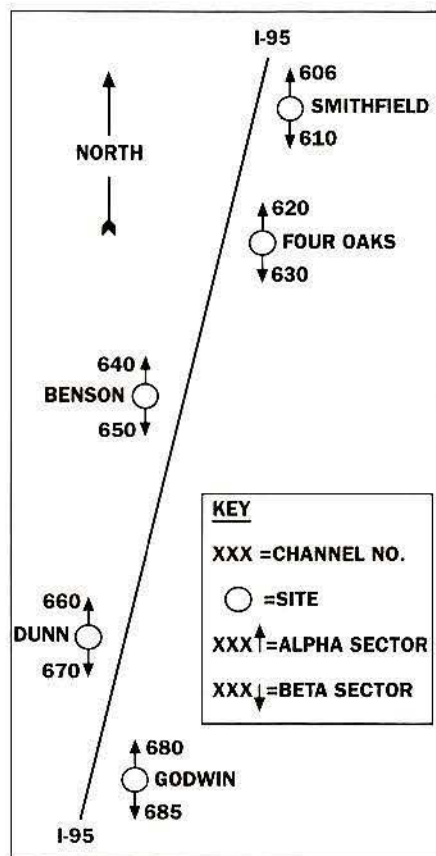 I-95
606
SMITHFIELD
610
NORTH
620
FOUR OAKS
630
640
BENSON
650
KEY
XXX =CHANNEL NO.
=SITE
XXX =ALPHA SECTOR
XXX =BETA SECTOR
660
DUNN
670
680
GODWIN
685
I-95